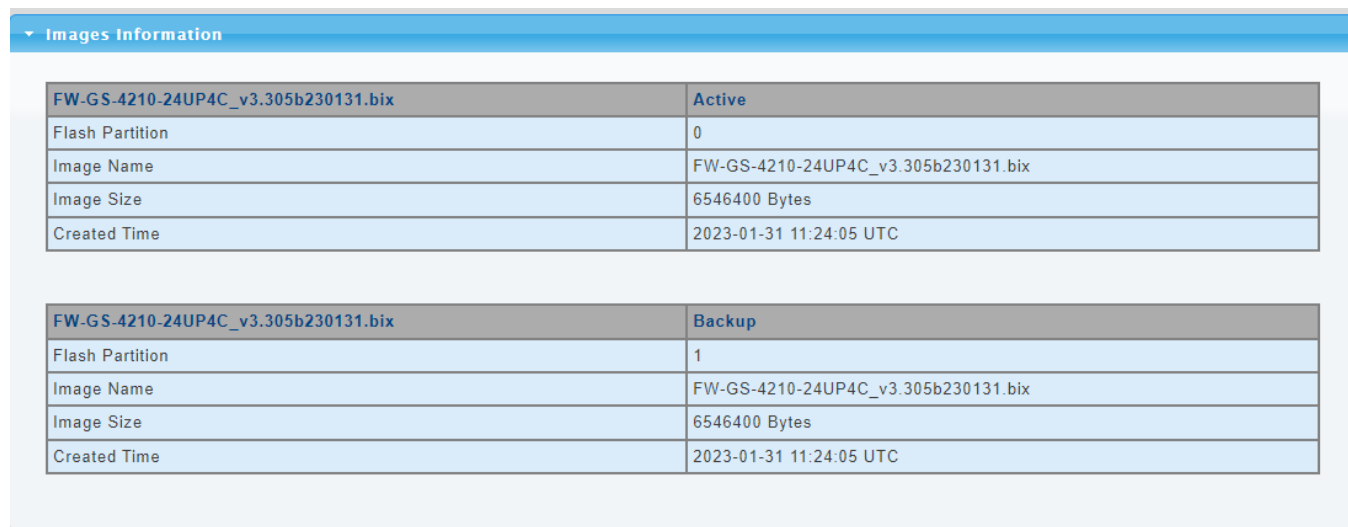 Images Information
FW-GS-4210-24UP4C_v3.305b230131.bix Active
Flash Partition 0
Image Name FW-GS-4210-24UP4C_v3.305b230131.bix
Image Size 6546400 Bytes
Created Time 2023-01-31 11:24:05 UTC
FW-GS-4210-24UP4C_v3.305b230131.bix Backup
Flash Partition 1
Image Name FW-GS-4210-24UP4C_v3.305b230131.bix
Image Size 6546400 Bytes
Created Time 2023-01-31 11:24:05 UTC